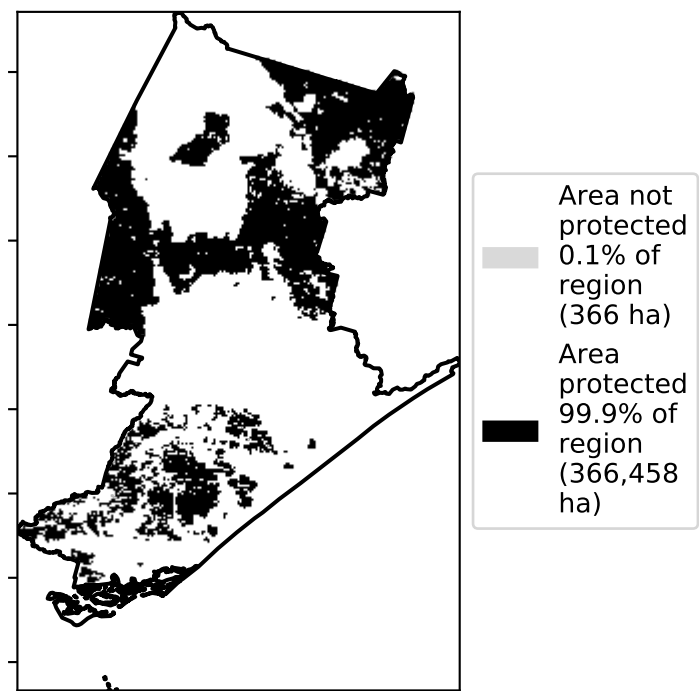 Area not
protected
0.1% of
region
(366 ha)
Area
protected
99.9% of
region
(366,458
ha)